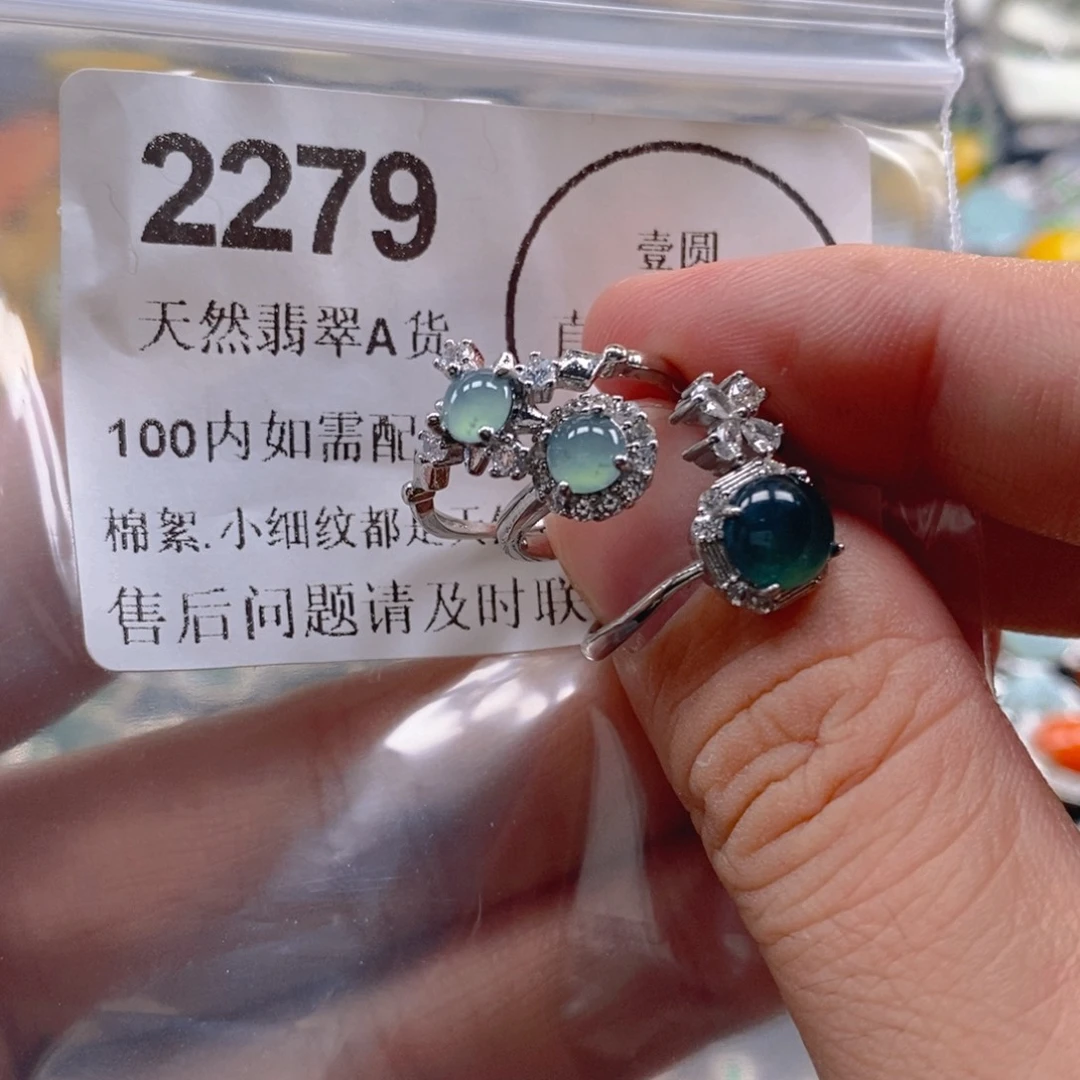 2279
壹圆
天然翡翠A货
100内如需配
棉絮.小细纹都是天
售后问题请及时联